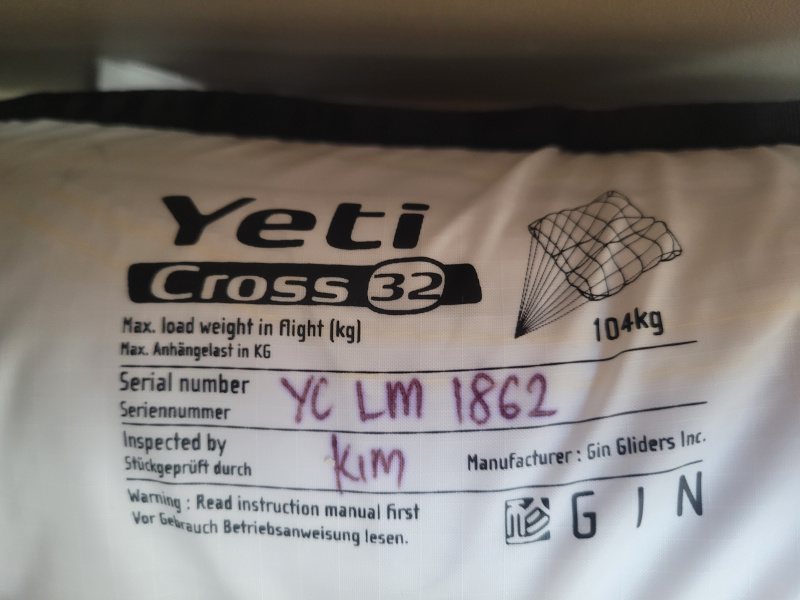 Yeti
Cross 32
Max. load weight in flight (kg)
Max. Anhängelast in KG
104kg
Serial number YC LM 1862
Seriennummer
Inspected by Kim
Stückgeprüft durch
Manufacturer : Gin Gliders Inc.
Warning : Read instruction manual first
Vor Gebrauch Betriebsanweisung lesen.
GIN